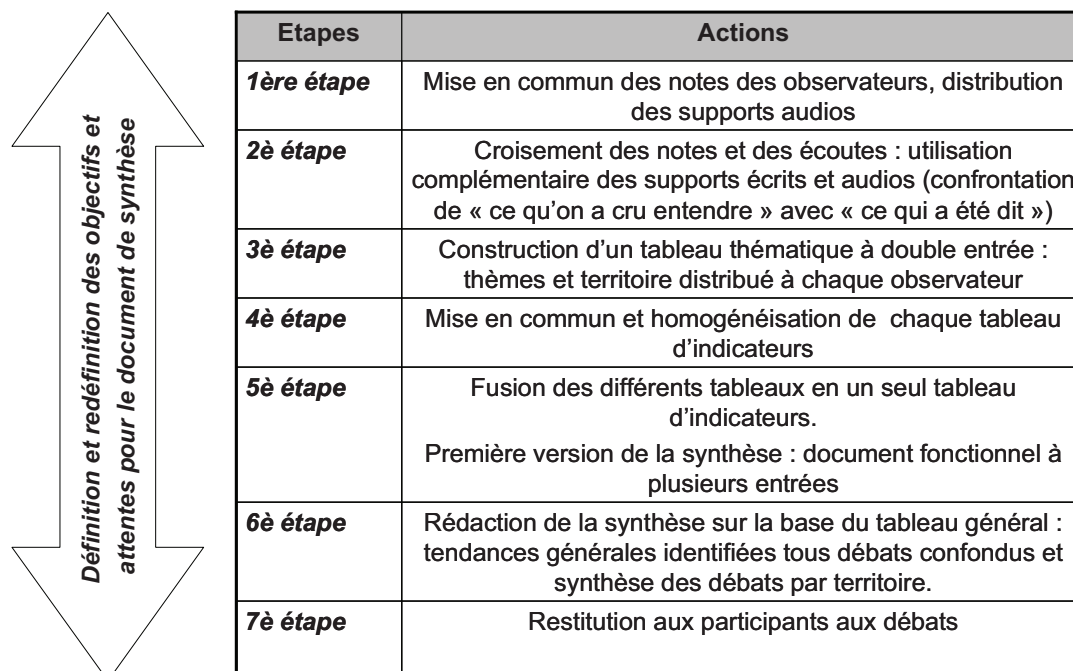 Définition et redéfinition des objectifs et
attentes pour le document de synthèse
Etapes
Actions
1ère étape
Mise en commun des notes des observateurs, distribution
des supports audios
2è étape
Croisement des notes et des écoutes : utilisation
complémentaire des supports écrits et audios (confrontation
de « ce qu'on a cru entendre » avec « ce qui a été dit »)
3è étape
Construction d'un tableau thématique à double entrée :
thèmes et territoire distribué à chaque observateur
4è étape
Mise en commun et homogénéisation de chaque tableau
d'indicateurs
5è étape
Fusion des différents tableaux en un seul tableau
d'indicateurs.
Première version de la synthèse : document fonctionnel à
plusieurs entrées
6è étape
Rédaction de la synthèse sur la base du tableau général :
tendances générales identifiées tous débats confondus et
synthèse des débats par territoire.
7è étape
Restitution aux participants aux débats